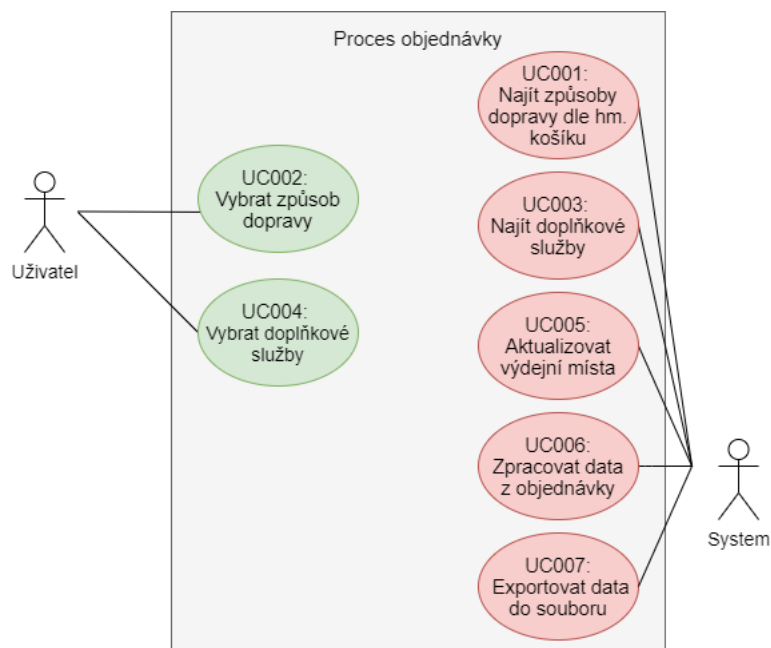 Proces objednávky
UC001:
Najít způsoby
dopravy dle hm.
košíku
UC002:
Vybrat způsob
dopravy
UC003:
Najít doplňkové
služby
Uživatel
UC004:
Vybrat doplňkové
služby
UC005:
Aktualizovat
výdejní místa
UC006:
Zpracovat data
z objednávky
System
UC007:
Exportovat data
do souboru